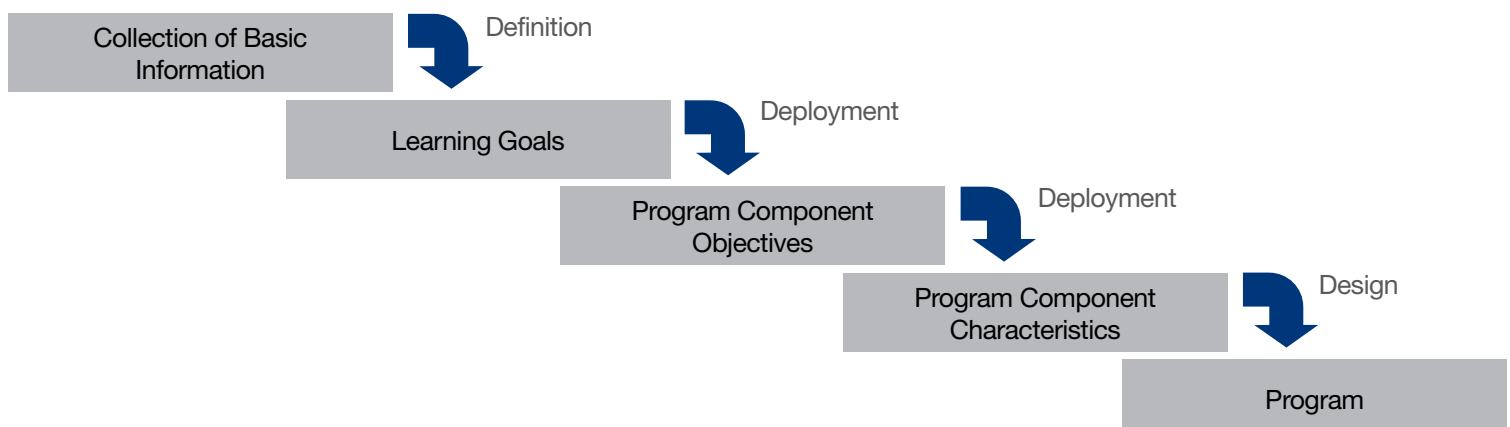 Collection of Basic
Information
Definition
Learning Goals
Deployment
Program Component
Objectives
Deployment
Program Component
Characteristics
Design
Program